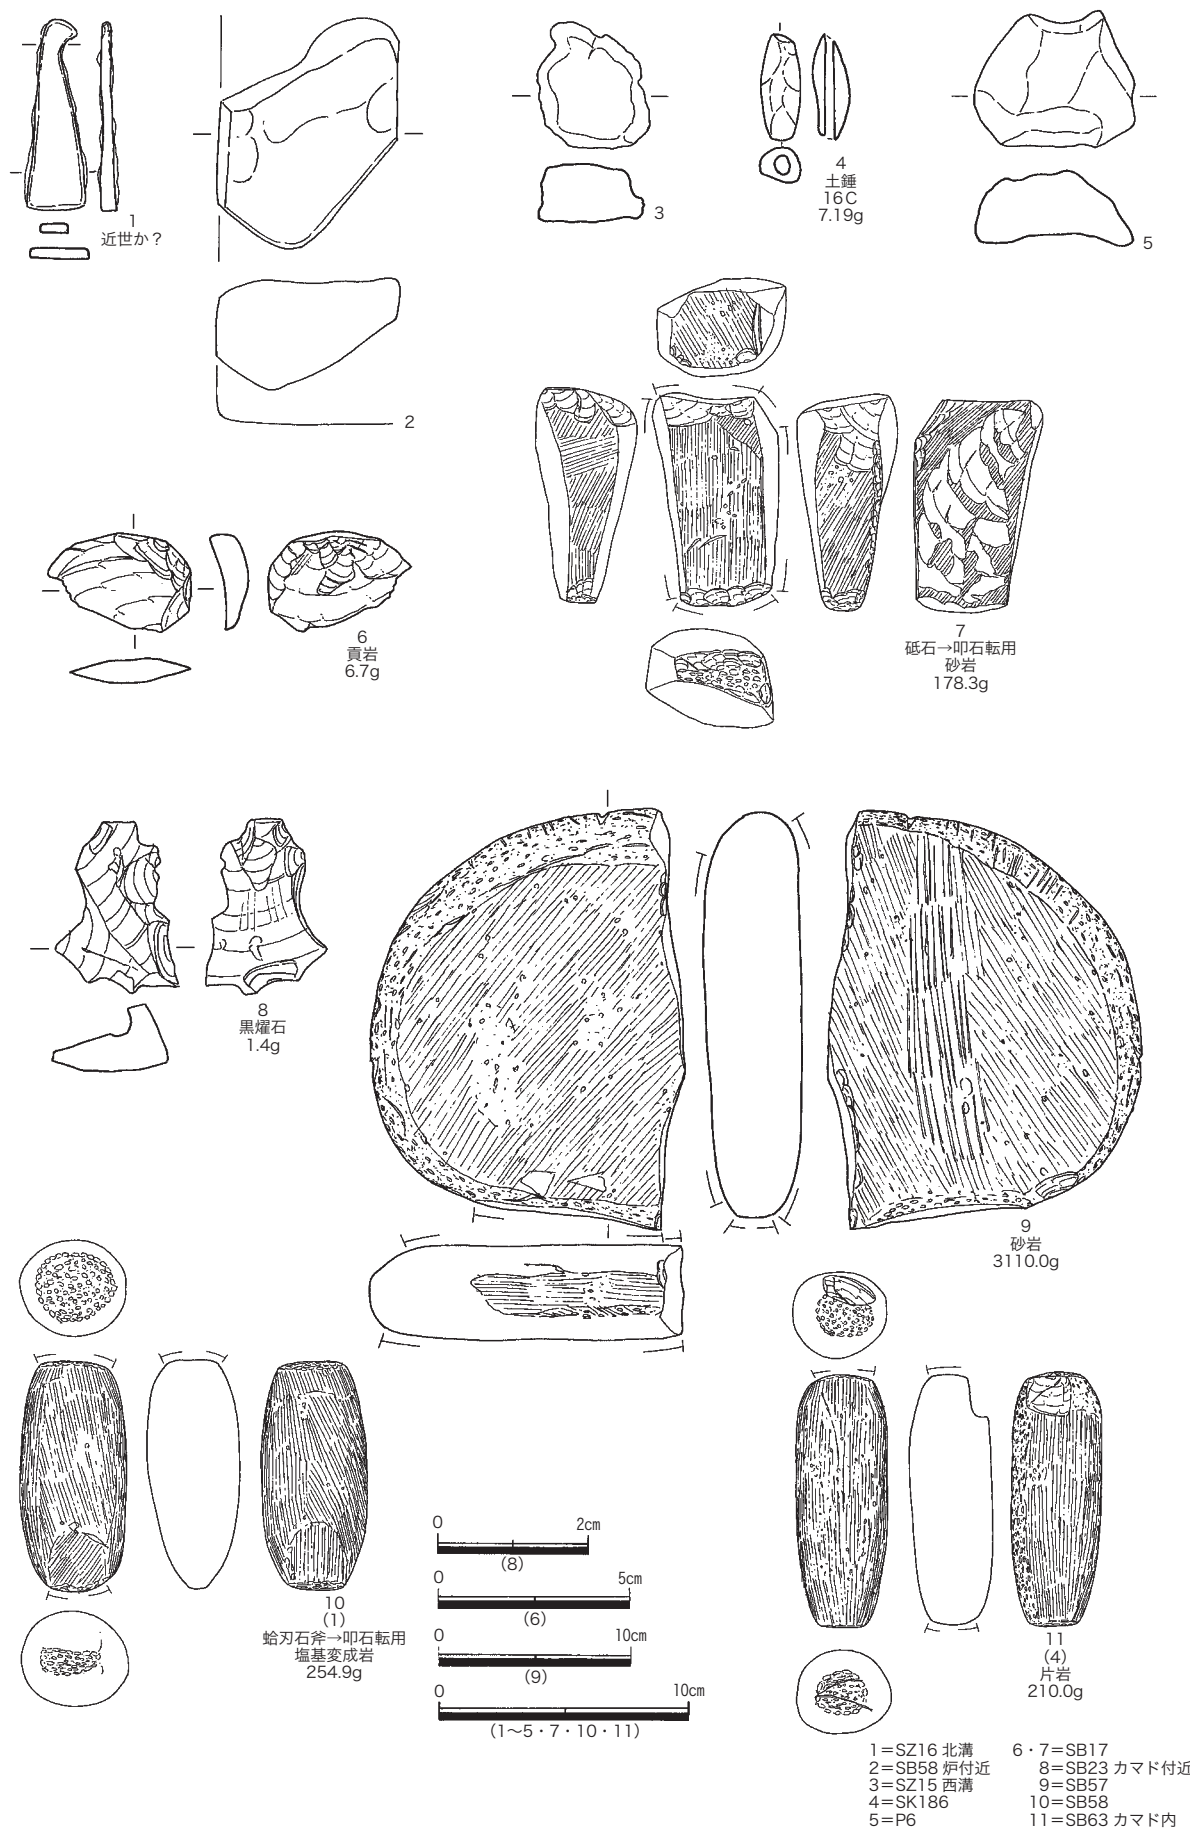 1
近世か？
2
3
4
土錘
16C
7.19g
5
6
頁岩
6.7g
7
砥石→叩石転用
砂岩
178.3g
8
黒燿石
1.4g
9
砂岩
3110.0g
10
(1)
蛤刃石斧→叩石転用
塩基変成岩
254.9g
0 2cm
(8)
0 5cm
(6)
0 10cm
(9)
0 10cm
(1〜5・7・10・11)
11
(4)
片岩
210.0g
1＝SZ16 北溝
2＝SB58 炉付近
3＝SZ15 西溝
4＝SK186
5＝P6
6・7＝SB17
8＝SB23 カマド付近
9＝SB57
10＝SB58
11＝SB63 カマド内